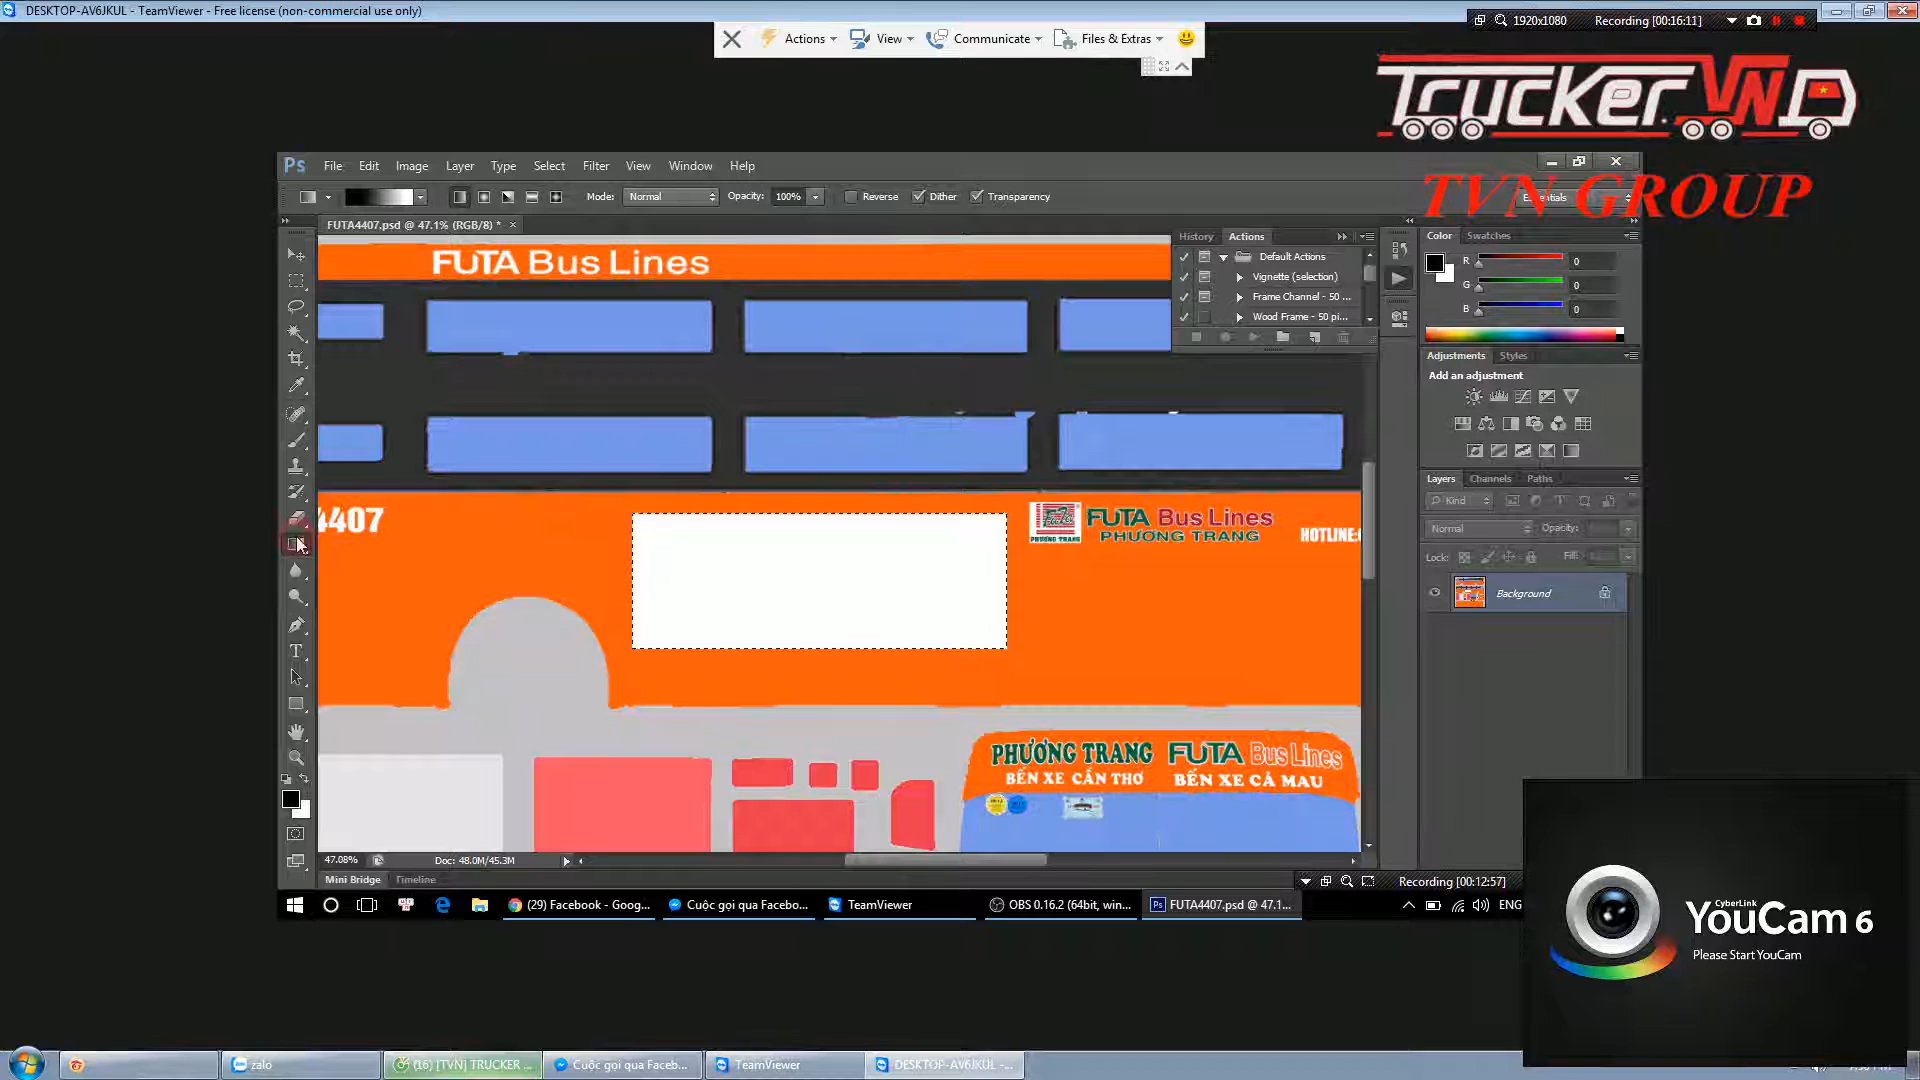 DESKTOP-AV6JKUL - TeamViewer - Free license (non-commercial use only)
1920x1080
Recording [00:16:11]
Actions
View
Communicate
Files & Extras
TruckerVN
TVN GROUP
Ps
File
Edit
Image
Layer
Type
Select
Filter
View
Window
Help
Mode:
Normal
Opacity:
100%
Reverse
Dither
Transparency
Essentials
FUTA4407.psd @ 47.1% (RGB/8) *
FUTA Bus Lines
History
Actions
Default Actions
Vignette (selection)
Frame Channel - 50 ...
Wood Frame - 50 pi...
Color
Swatches
R
0
G
0
B
0
Adjustments
Styles
Add an adjustment
Layers
Channels
Paths
Kind
Normal
Opacity:
Lock:
Fill:
Background
4407
FUTA Bus Lines
PHƯƠNG TRANG
PHƯƠNG TRANG
HOTLINE:
PHƯƠNG TRANG
FUTA Bus Lines
BẾN XE CẦN THƠ
BẾN XE CÀ MAU
47.08%
Doc: 48.0M/45.3M
Mini Bridge
Timeline
Recording [00:12:57]
(29) Facebook - Goog...
Cuộc gọi qua Facebo...
TeamViewer
OBS 0.16.2 (64bit, win...
FUTA4407.psd @ 47.1...
ENG
CyberLink
YouCam 6
Please Start YouCam
zalo
(16) [TVN] TRUCKER ...
Cuộc gọi qua Faceb...
TeamViewer
DESKTOP-AV6JKUL -...